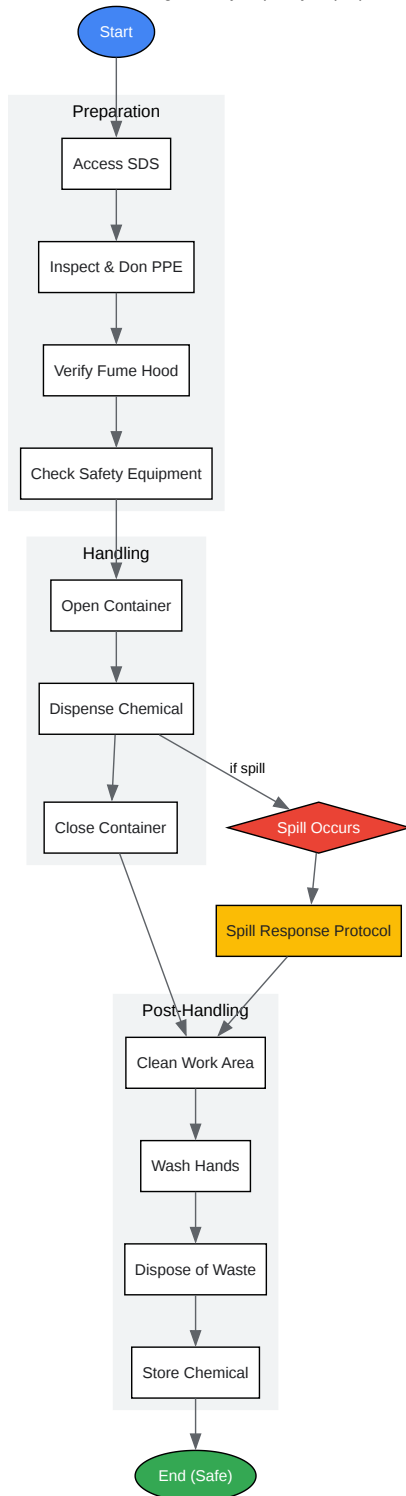 Start
Preparation
Access SDS
Inspect & Don PPE
Verify Fume Hood
Check Safety Equipment
Handling
Open Container
Dispense Chemical
if spill
Close Container
Spill Occurs
Spill Response Protocol
Post-Handling
Clean Work Area
Wash Hands
Dispose of Waste
Store Chemical
End (Safe)